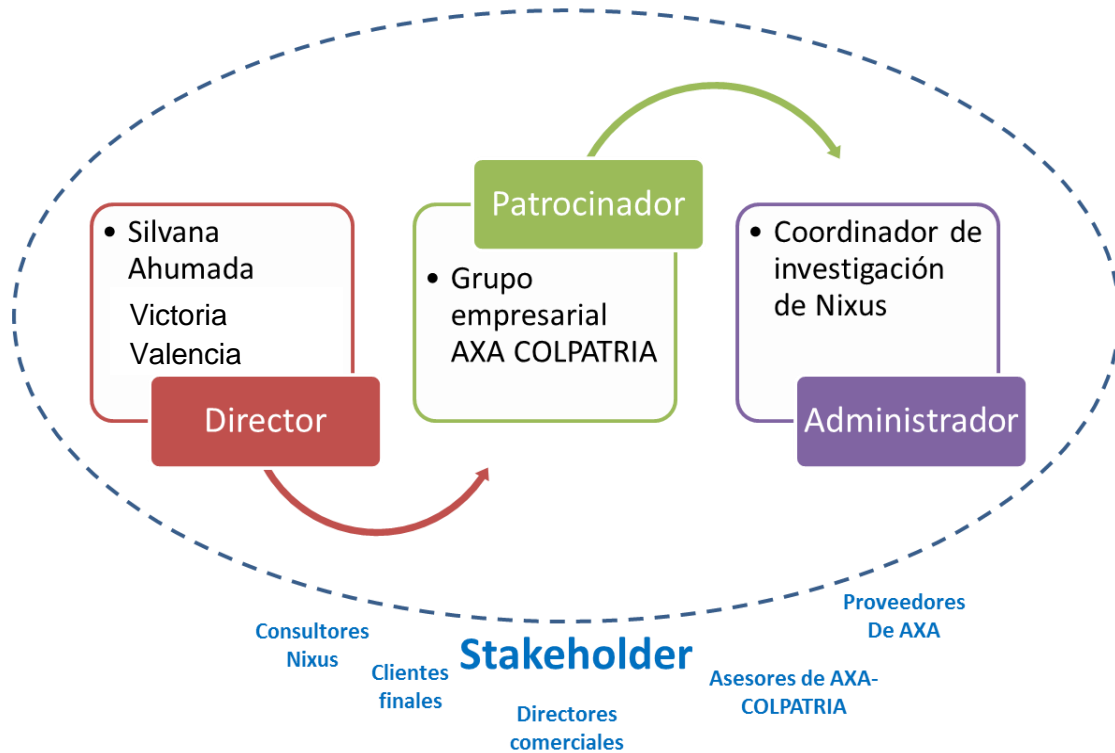 • Silvana
Ahumada
Victoria
Valencia
Director
Patrocinador
• Grupo
empresarial
AXA COLPATRIA
• Coordinador de
investigación
de Nixus
Administrador
Stakeholder
Consultores
Nixus
Clientes
finales
Directores
comerciales
Asesores de AXA-
COLPATRIA
Proveedores
De AXA